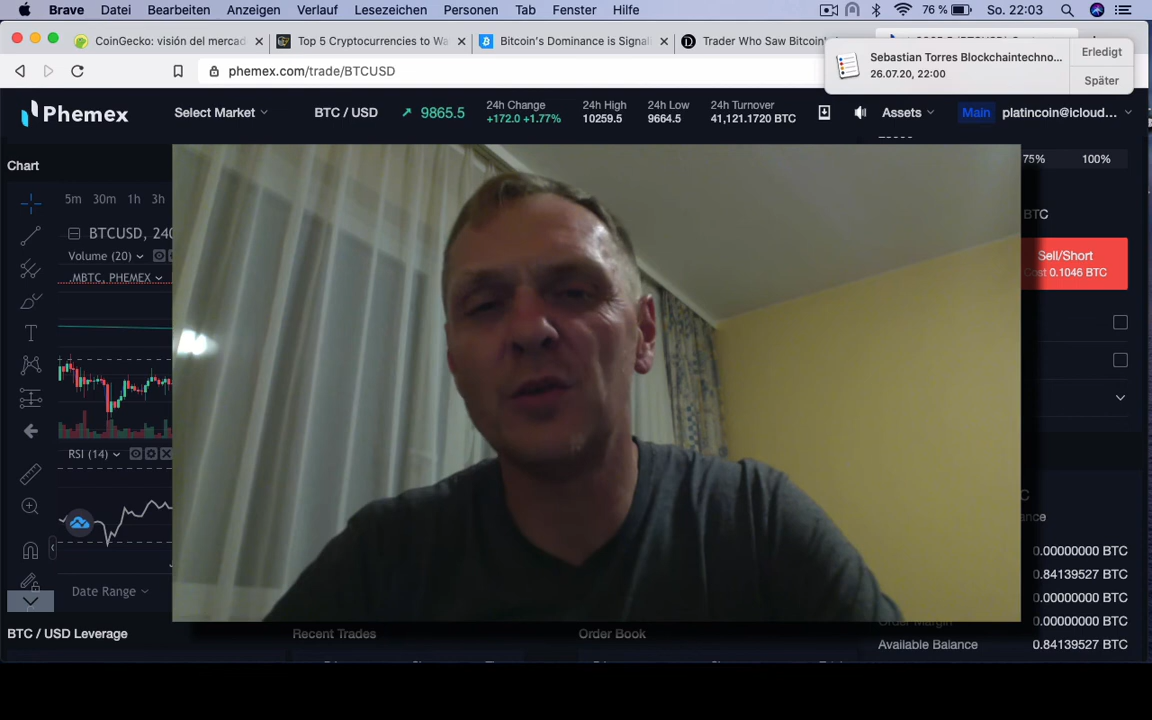 Brave Datei Bearbeiten Anzeigen Verlauf Lesezeichen Personen Tab Fenster Hilfe 76 % So. 22:03
CoinGecko: visión del mercad
Top 5 Cryptocurrencies to Wa
Bitcoin's Dominance is Signali
Trader Who Saw Bitcoin's
phemex.com/trade/BTCUSD
Sebastian Torres Blockchaintechno...
26.07.20, 22:00
Erledigt
Später
Phemex
Select Market
BTC / USD
9865.5
24h Change
+172.0 +1.77%
24h High
10259.5
24h Low
9664.5
24h Turnover
41,121.1720 BTC
Assets
Main
platincoin@icloud...
Chart
75% 100%
5m 30m 1h 3h
BTC
BTCUSD, 240
Volume (20)
.MBTC, PHEMEX
Sell/Short
Cost 0.1046 BTC
RSI (14)
0.00000000 BTC
0.84139527 BTC
0.00000000 BTC
Order Margin 0.00000000 BTC
Available Balance 0.84139527 BTC
Date Range
BTC / USD Leverage
Recent Trades
Order Book